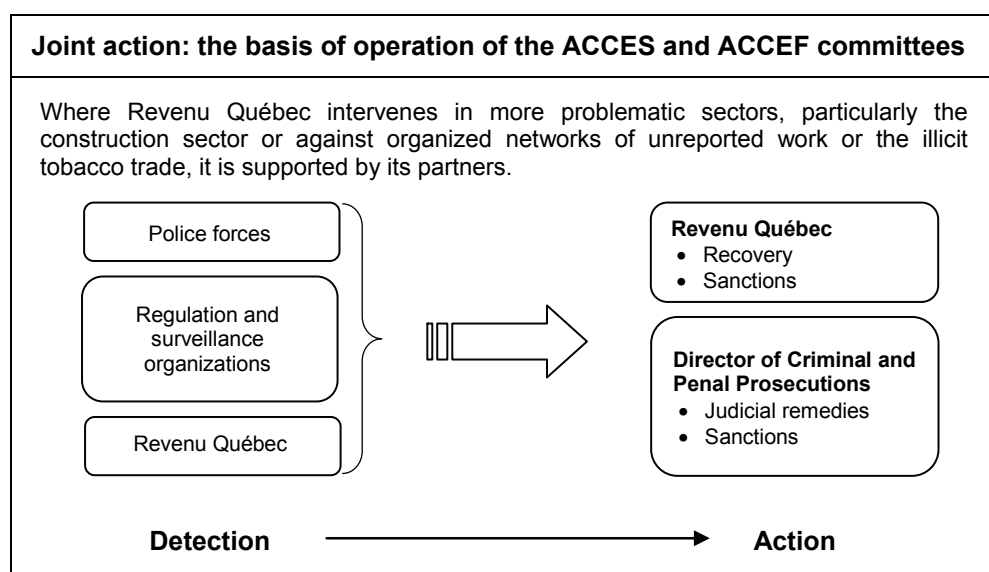 Joint action: the basis of operation of the ACCES and ACCEF committees
Where Revenu Québec intervenes in more problematic sectors, particularly the
construction sector or against organized networks of unreported work or the illicit
tobacco trade, it is supported by its partners.
Police forces
Regulation and
surveillance
organizations
Revenu Québec
Revenu Québec
• Recovery
• Sanctions
Director of Criminal and
Penal Prosecutions
• Judicial remedies
• Sanctions
Detection
Action